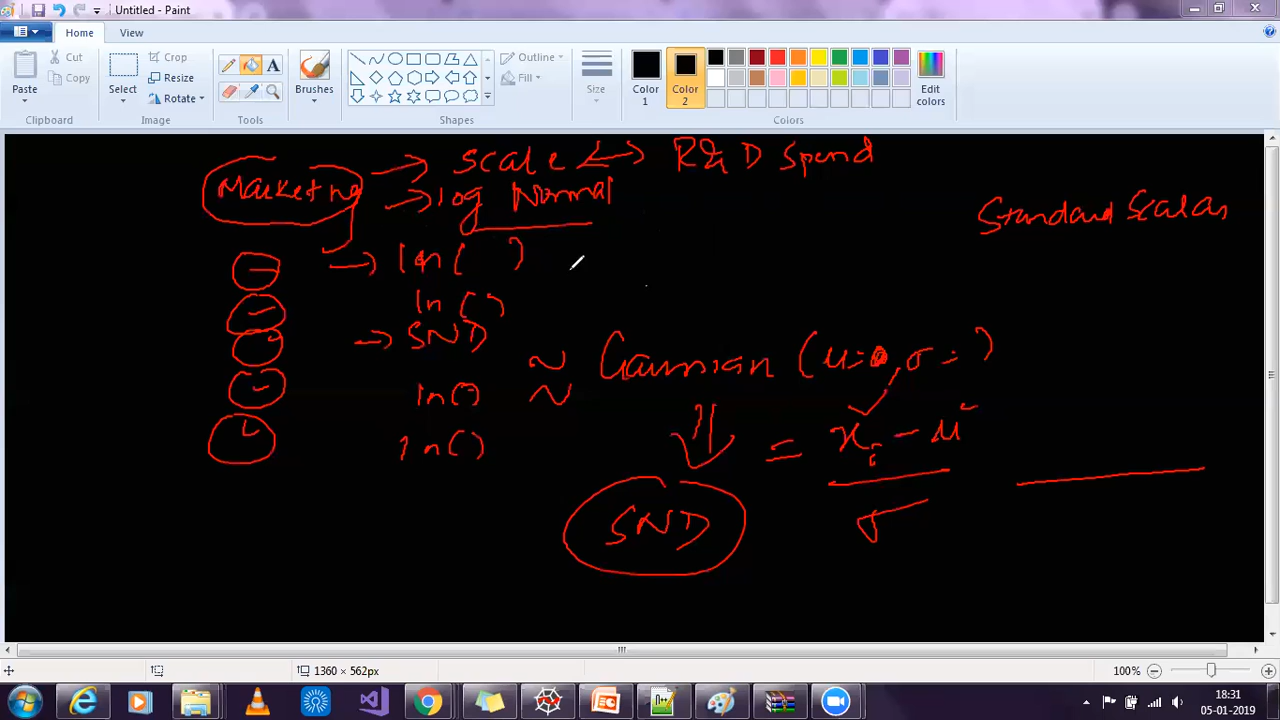 Untitled - Paint
Home View
Paste
Cut
Copy
Clipboard
Select
Crop
Resize
Rotate
Image
Tools
Brushes
Shapes
Outline
Fill
Size
Color 1
Color 2
Edit colors
Colors
→ Scale ↔ R&D Spend
Marketing → log Normal
Standard Scalar
→ ln( )
ln( )
→ SND
~ Gaussian (μ=0, σ= )
ln( ) ~
ln( )
= xi - μ
σ
SND
1360 × 562px
100%
18:31
05-01-2019